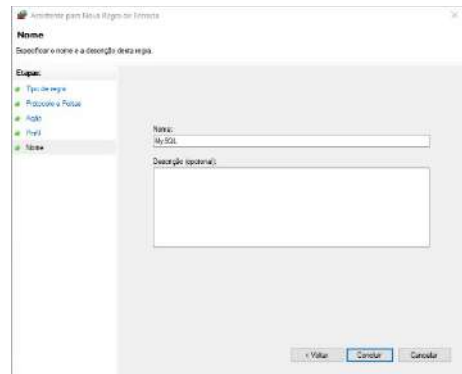 Assistente para Nova Regra de Entrada
Nome
Especificar o nome e a descrição desta regra.
Etapas:
Tipo de regra
Protocolo e Portas
Ação
Perfil
Nome
Nome:
MySQL
Descrição (opcional):
< Voltar
Concluir
Cancelar